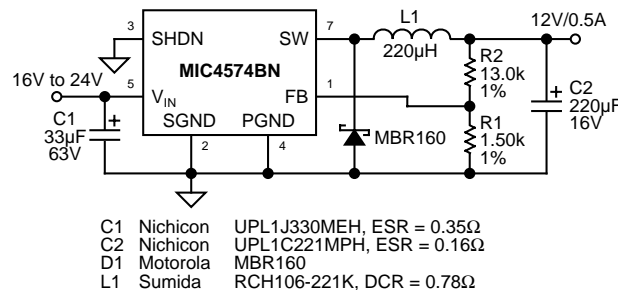 3
SHDN
SW
7
L1
220µH
12V/0.5A
MIC4574BN
16V to 24V
5
VIN
FB
1
R2
13.0k
1%
C1
33µF
63V
SGND
PGND
2
4
MBR160
R1
1.50k
1%
C2
220µF
16V
C1 Nichicon UPL1J330MEH, ESR = 0.35Ω
C2 Nichicon UPL1C221MPH, ESR = 0.16Ω
D1 Motorola MBR160
L1 Sumida RCH106-221K, DCR = 0.78Ω